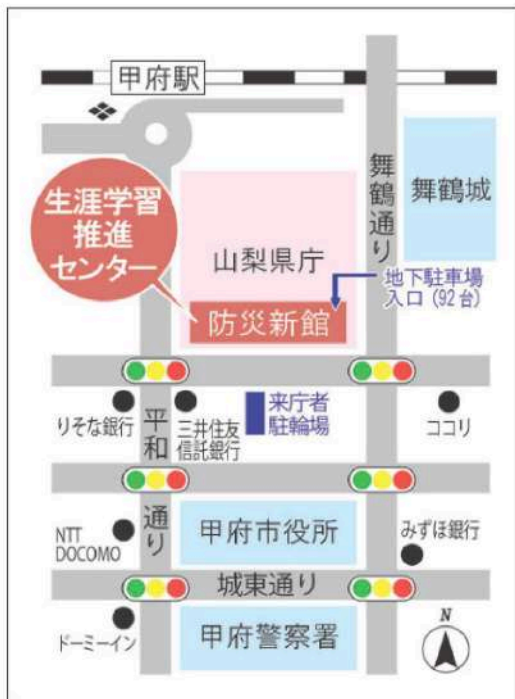 甲府駅
舞鶴通り
舞鶴城
生涯学習
推進
センター
山梨県庁
地下駐車場
入口（92台）
防災新館
りそな銀行
平和通り
三井住友
信託銀行
来庁者
駐輪場
ココリ
NTT
DOCOMO
甲府市役所
みずほ銀行
城東通り
ドーミーイン
甲府警察署
N